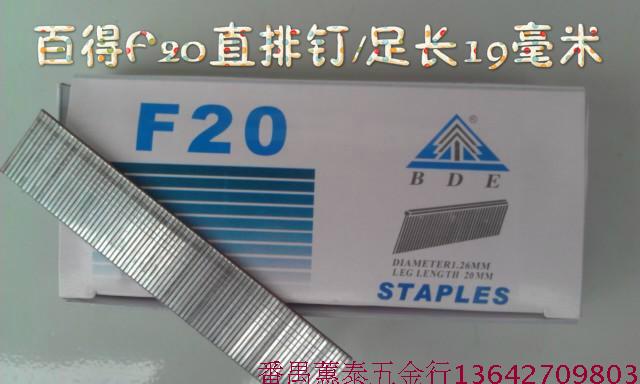 百得F20直排钉/足长19毫米
F20
®
BDE
DIAMETER1.26MM
LEG LENGTH 20MM
STAPLES
番禺蕙泰五金行13642709803